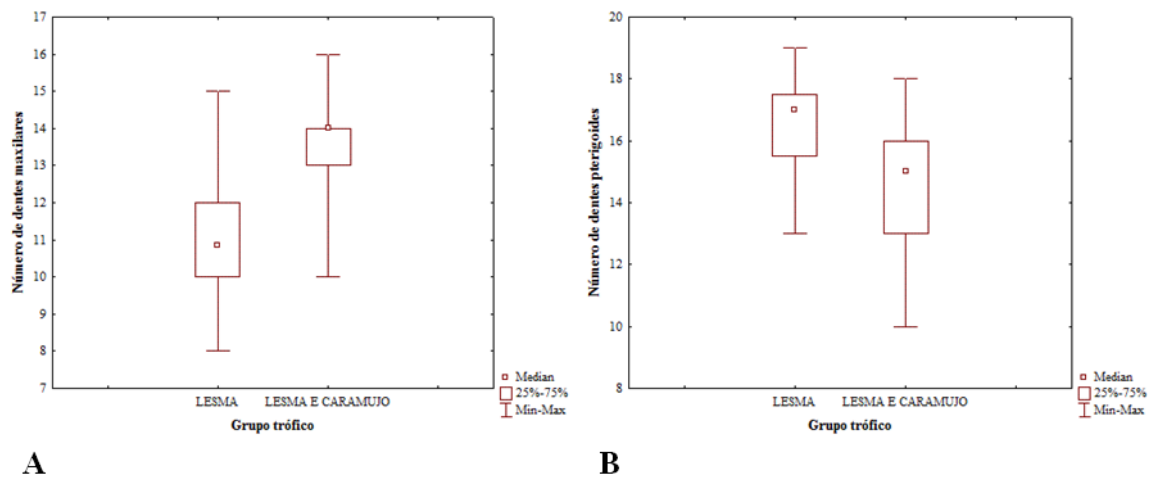 17
16
15
14
13
12
11
10
9
8
7
Número de dentes maxilares
LESMA
LESMA E CARAMUJO
Grupo trófico
Median
25%-75%
Min-Max
A
20
18
16
14
12
10
8
Número de dentes pterigoides
LESMA
LESMA E CARAMUJO
Grupo trófico
Median
25%-75%
Min-Max
B